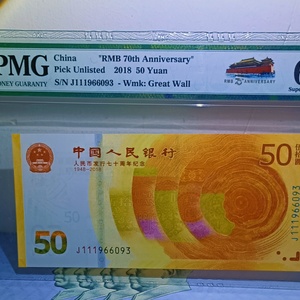 PMG
MONEY GUARANTY
China "RMB 70th Anniversary"
Pick Unlisted 2018 50 Yuan
S/N J111966093 - Wmk: Great Wall
ANNIVERSARY
6
中国人民银行
人民币发行七十周年纪念
1948-2018
50
50
J111966093
J111966093